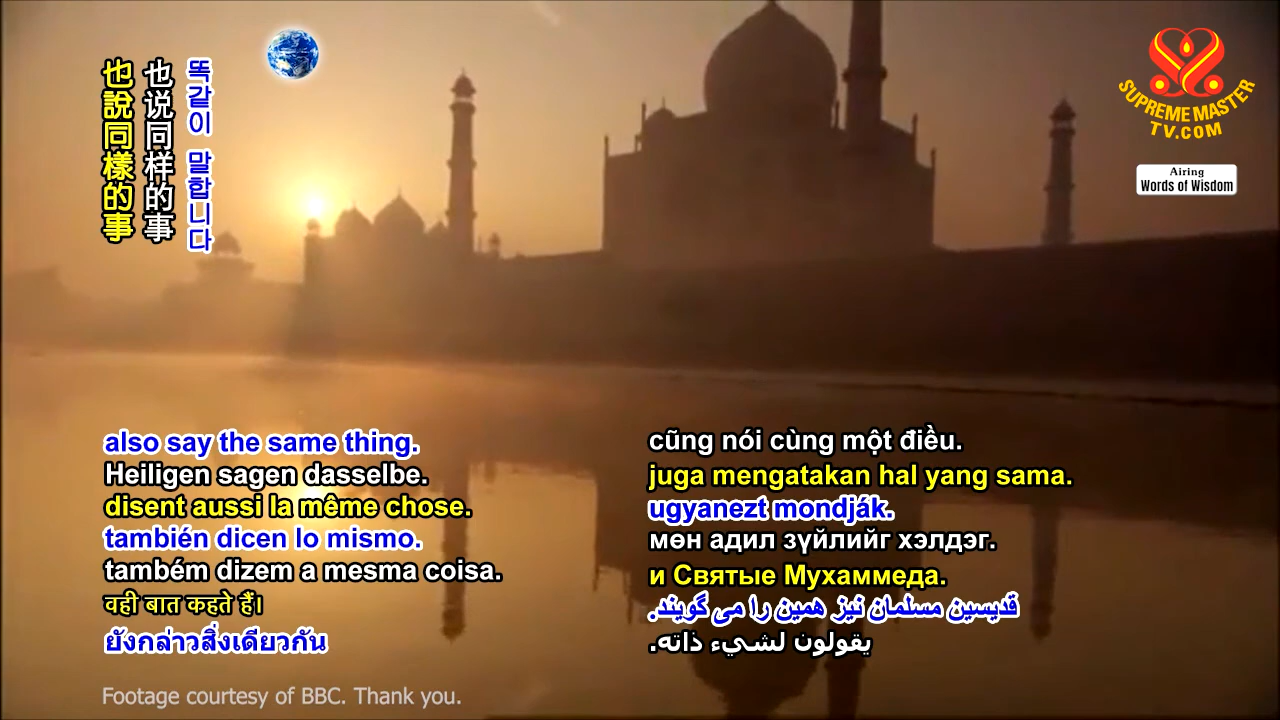 똑같이 말합니다
也说同样的事
也說同樣的事
SUPREME MASTER
TV.COM
Airing
Words of Wisdom
also say the same thing.
Heiligen sagen dasselbe.
disent aussi la même chose.
también dicen lo mismo.
também dizem a mesma coisa.
वही बात कहते हैं।
ยังกล่าวสิ่งเดียวกัน
cũng nói cùng một điều.
juga mengatakan hal yang sama.
ugyanezt mondják.
мөн адил зүйлийг хэлдэг.
и Святые Мухаммеда.
قدیسین مسلمان نیز همین را می گویند.
يقولون لشيء ذاته.
Footage courtesy of BBC. Thank you.